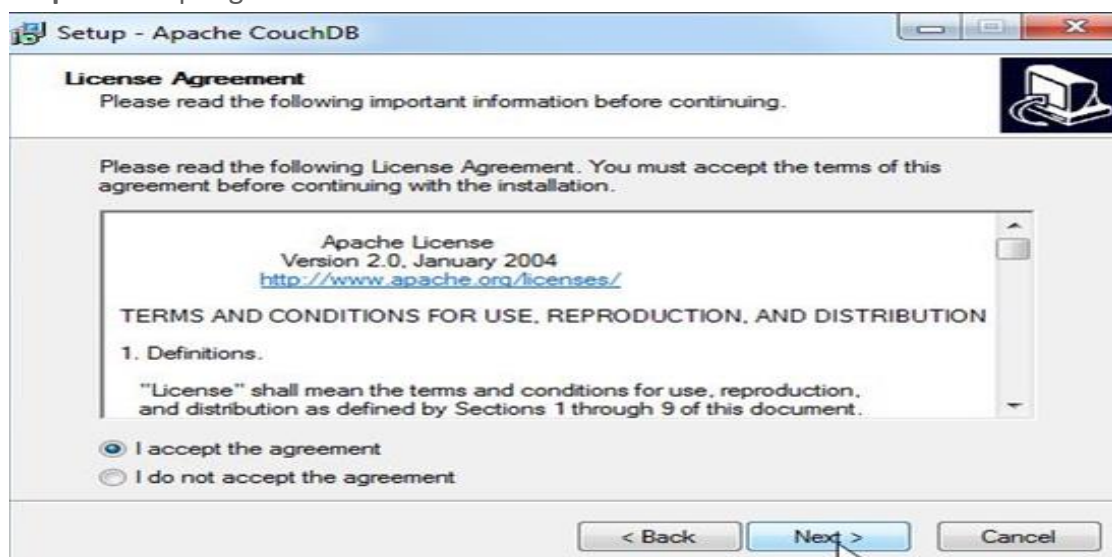 Setup - Apache CouchDB
License Agreement
Please read the following important information before continuing.
Please read the following License Agreement. You must accept the terms of this
agreement before continuing with the installation.
Apache License
Version 2.0, January 2004
http://www.apache.org/licenses/
TERMS AND CONDITIONS FOR USE, REPRODUCTION, AND DISTRIBUTION
1. Definitions.
"License" shall mean the terms and conditions for use, reproduction,
and distribution as defined by Sections 1 through 9 of this document.
I accept the agreement
I do not accept the agreement
< Back Next > Cancel